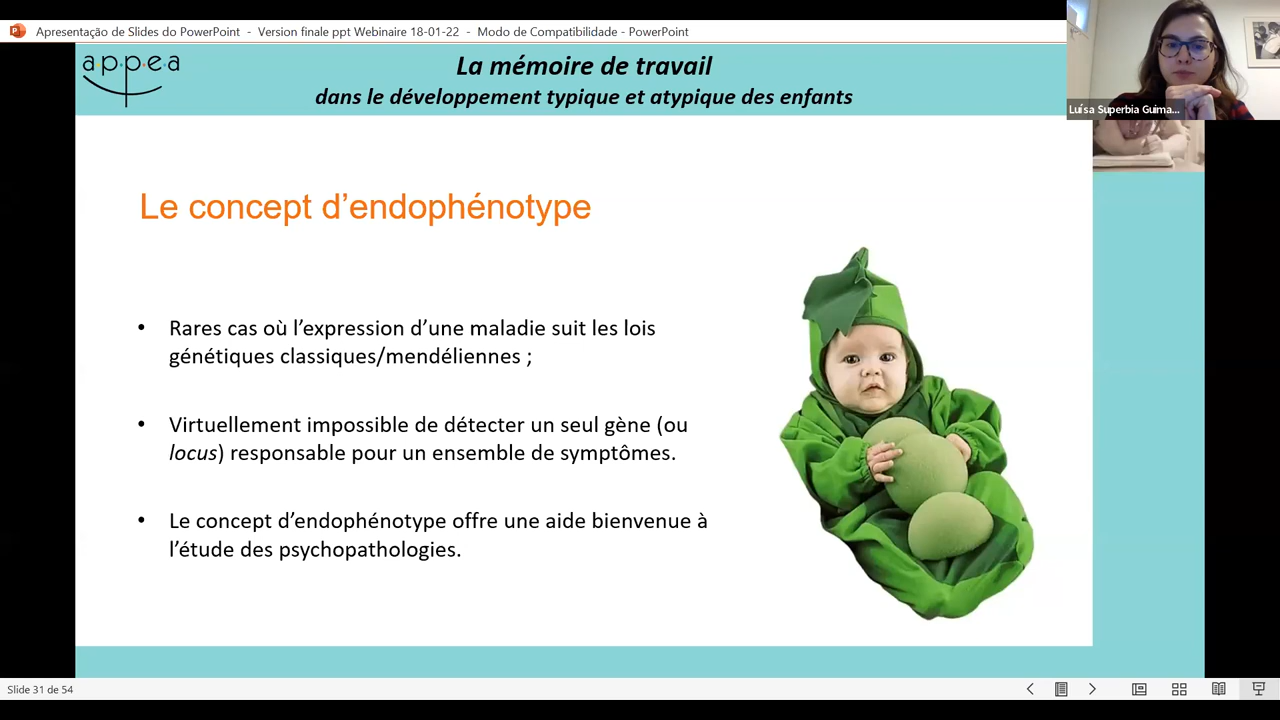 Apresentação de Slides do PowerPoint - Version finale ppt Webinaire 18-01-22 - Modo de Compatibilidade - PowerPoint
appea
La mémoire de travail
dans le développement typique et atypique des enfants
Luísa Superbia Guima...
Le concept d’endophénotype
• Rares cas où l’expression d’une maladie suit les lois
génétiques classiques/mendéliennes ;
• Virtuellement impossible de détecter un seul gène (ou
locus) responsable pour un ensemble de symptômes.
• Le concept d’endophénotype offre une aide bienvenue à
l’étude des psychopathologies.
Slide 31 de 54